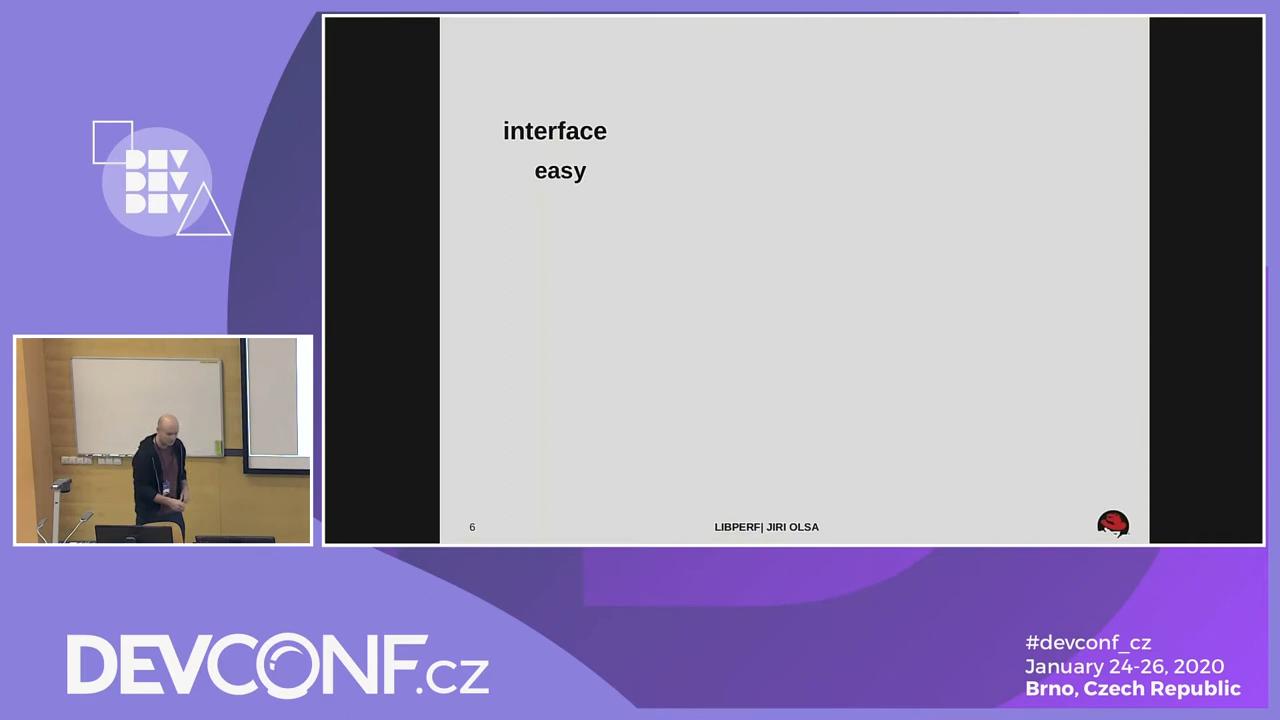 DEV
DEV
DEV
interface
easy
6
LIBPERF| JIRI OLSA
DEVCONF.cz
#devconf_cz
January 24-26, 2020
Brno, Czech Republic